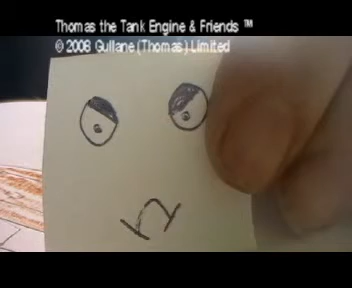 Thomas the Tank Engine & Friends ™
© 2008 Gullane (Thomas) Limited